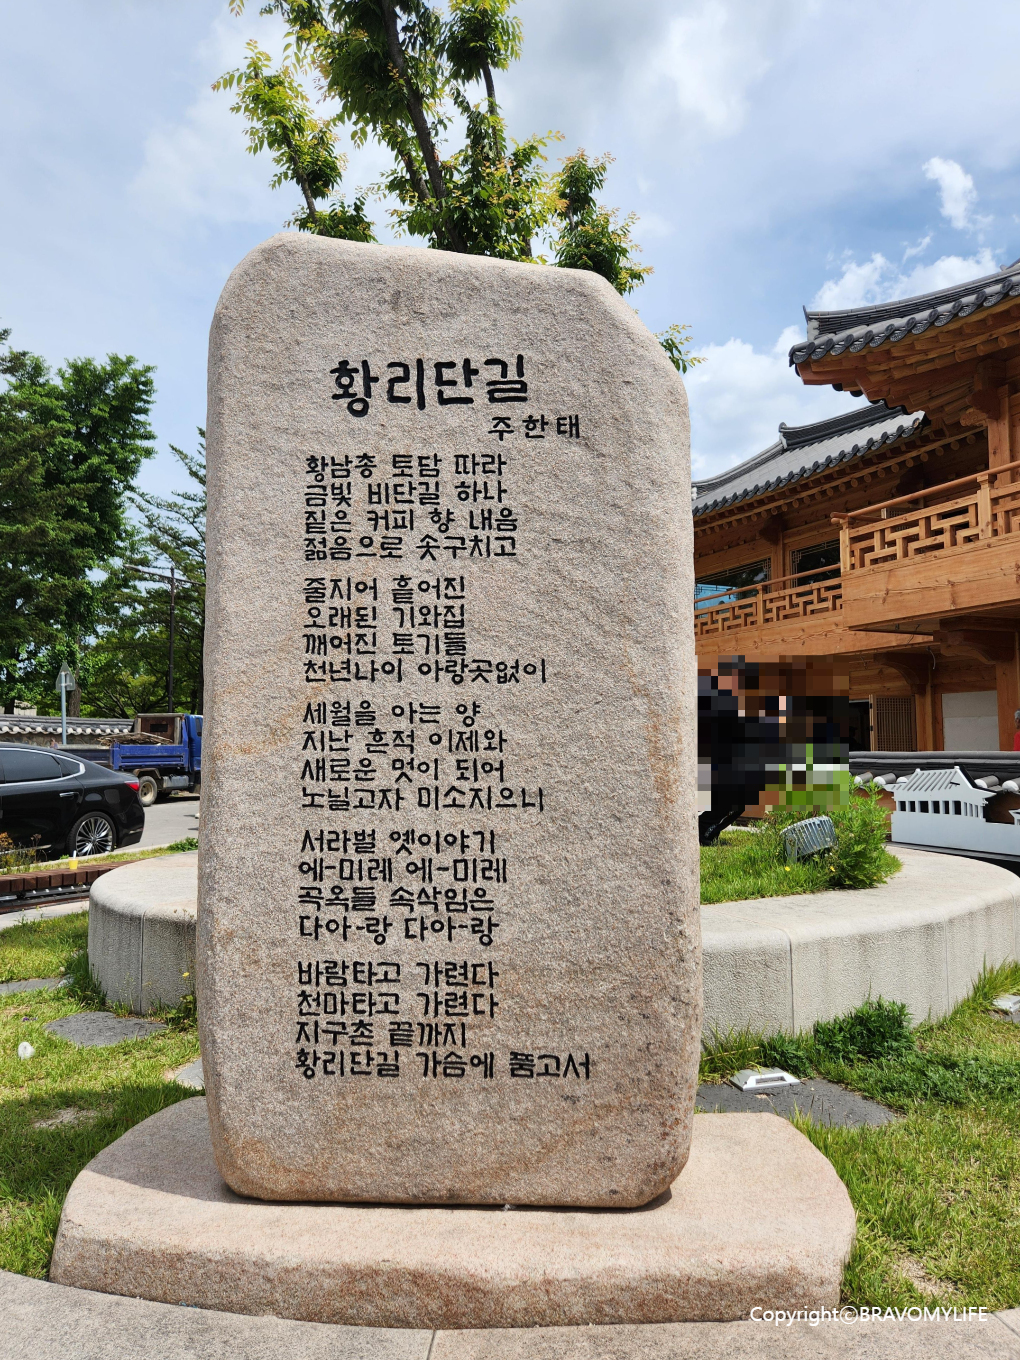 황리단길
주한태
황남총 토담 따라
금빛 비단길 하나
짙은 커피 향 내음
젊음으로 솟구치고
줄지어 흩어진
오래된 기와집
깨어진 토기들
천년나이 아랑곳없이
세월을 아는 양
지난 흔적 이제와
새로운 멋이 되어
노닐고자 미소지으니
서라벌 옛이야기
에-미레 에-미레
곡옥들 속삭임은
다아-랑 다아-랑
바람타고 가련다
천마타고 가련다
지구촌 끝까지
황리단길 가슴에 품고서
CopyrightⓒBRAVOMYLIFE